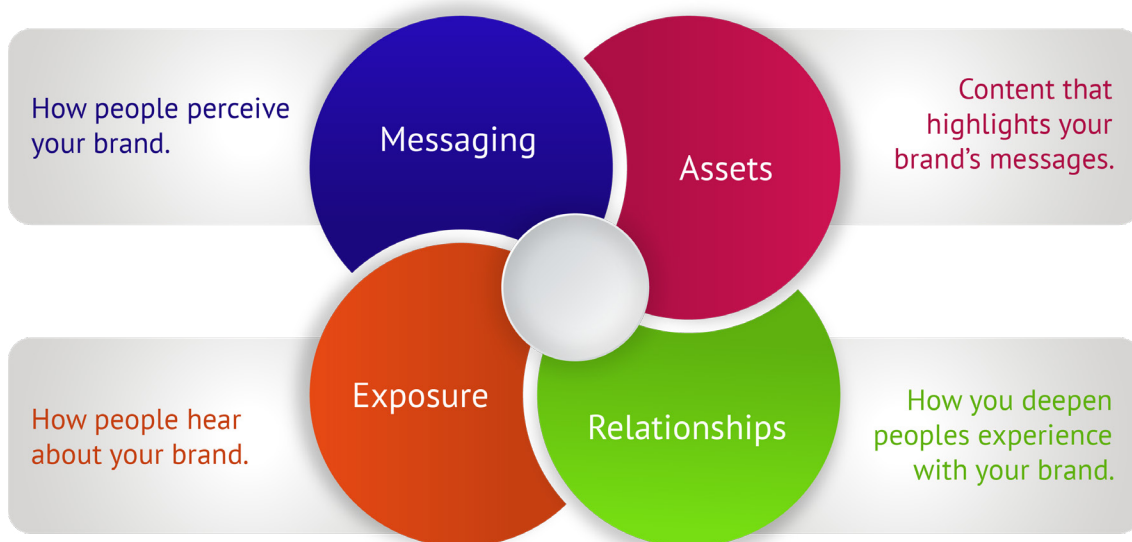 How people perceive
your brand.
Messaging
Assets
Content that
highlights your
brand’s messages.
How people hear
about your brand.
Exposure
Relationships
How you deepen
peoples experience
with your brand.